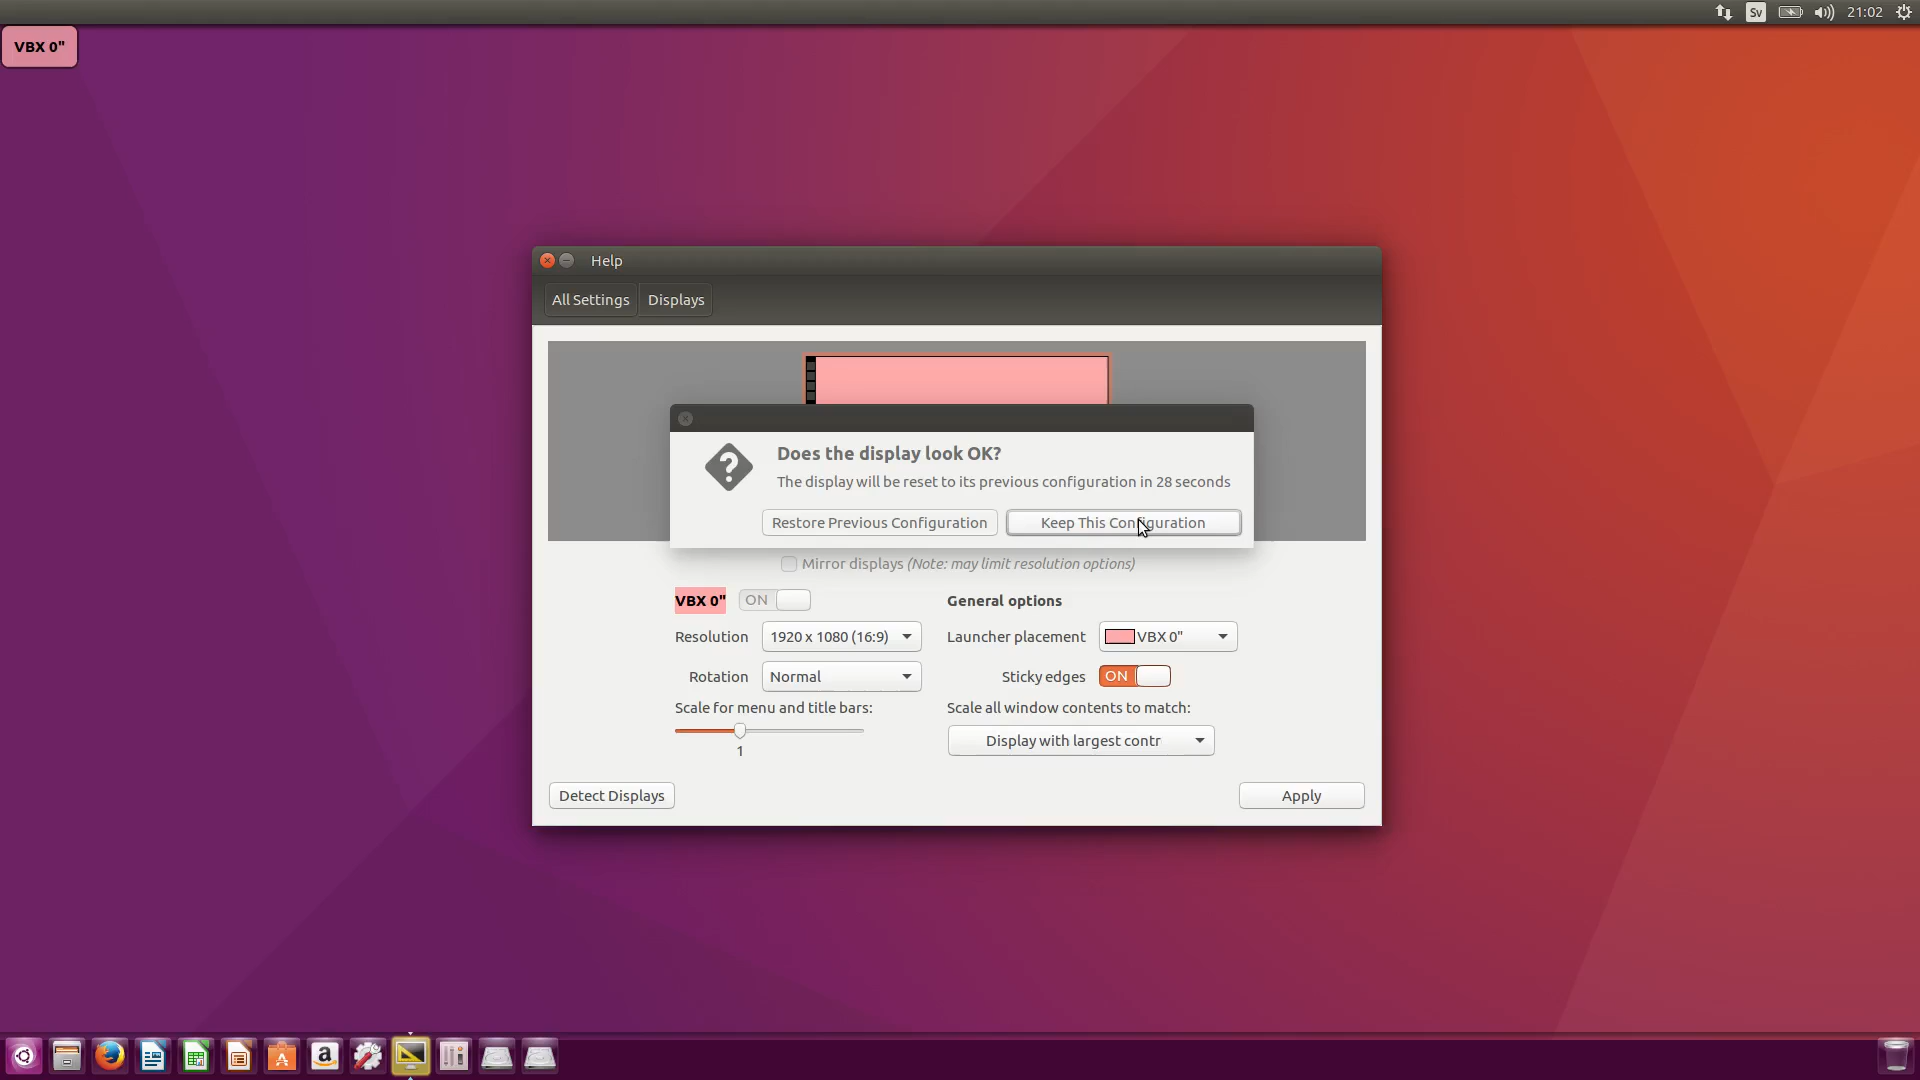 Sv
21:02
VBX 0"
Help
All Settings
Displays
Does the display look OK?
The display will be reset to its previous configuration in 28 seconds
Restore Previous Configuration
Keep This Configuration
Mirror displays (Note: may limit resolution options)
VBX 0"
ON
General options
Resolution
1920 x 1080 (16:9)
Launcher placement
VBX 0"
Rotation
Normal
Sticky edges
ON
Scale for menu and title bars:
Scale all window contents to match:
1
Display with largest contr
Detect Displays
Apply